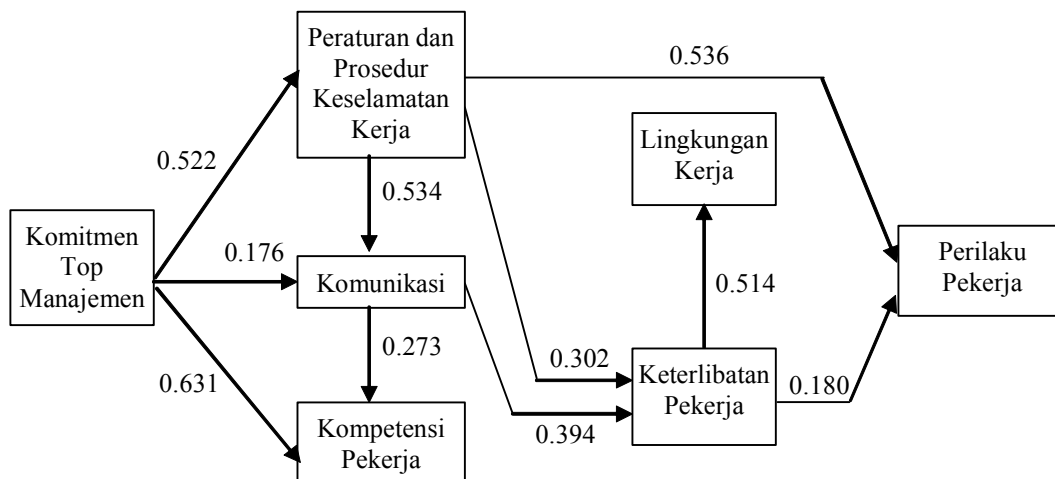 Peraturan dan
Prosedur
Keselamatan
Kerja
0.536
Lingkungan
Kerja
0.522
0.534
Komitmen
Top
Manajemen
0.176
Komunikasi
Perilaku
Pekerja
0.514
0.273
0.302
Keterlibatan
Pekerja
0.180
0.631
0.394
Kompetensi
Pekerja